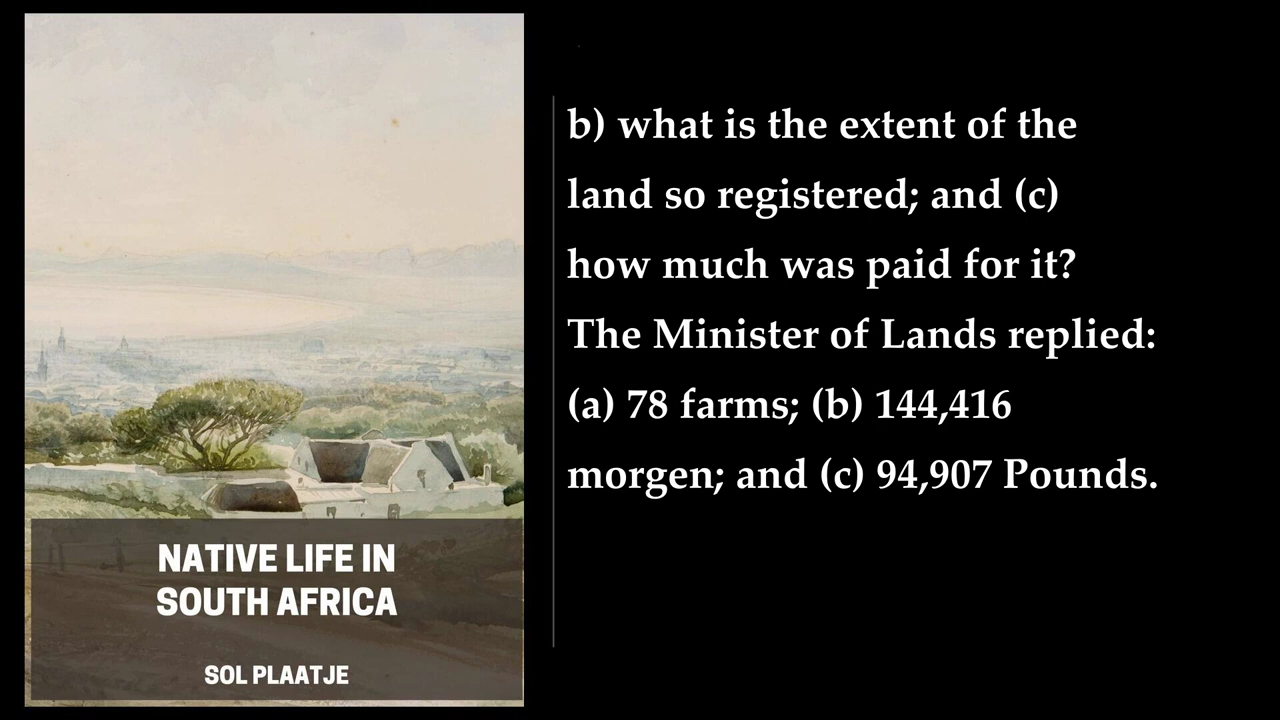 NATIVE LIFE IN
SOUTH AFRICA
SOL PLAATJE
b) what is the extent of the
land so registered; and (c)
how much was paid for it?
The Minister of Lands replied:
(a) 78 farms; (b) 144,416
morgen; and (c) 94,907 Pounds.